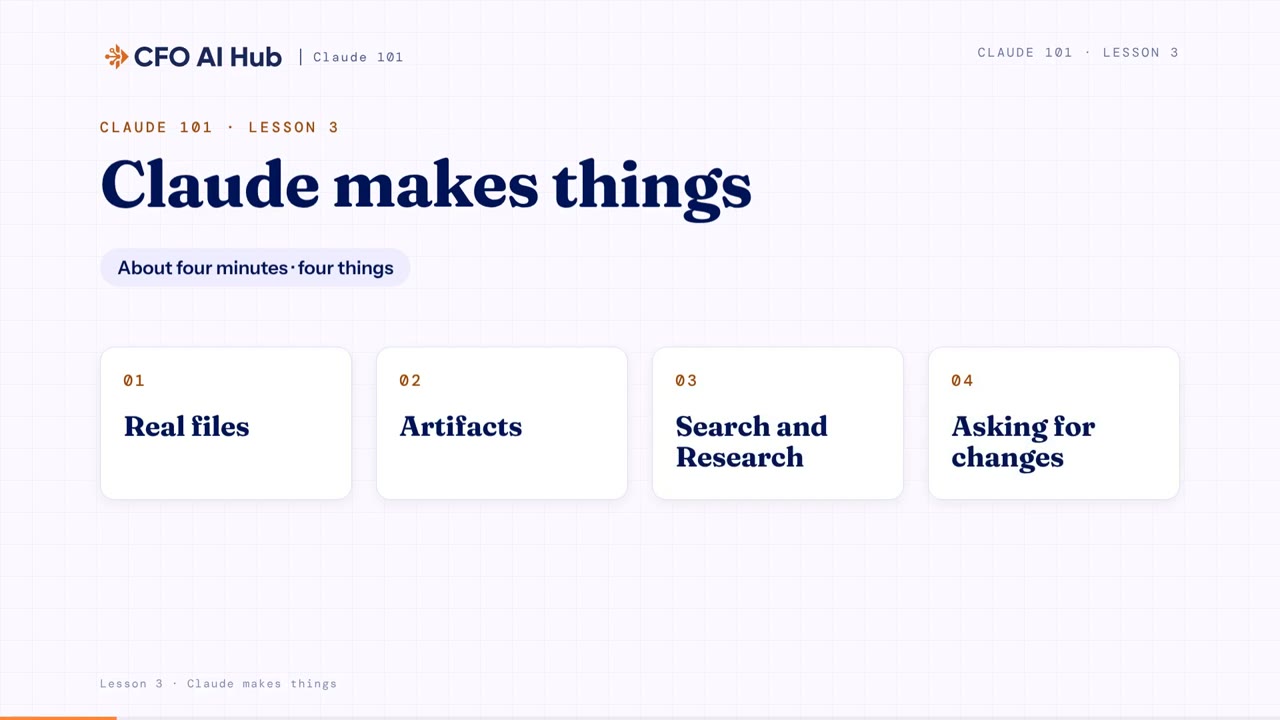 CFO AI Hub | Claude 101
CLAUDE 101 · LESSON 3
CLAUDE 101 · LESSON 3
Claude makes things
About four minutes · four things
01
Real files
02
Artifacts
03
Search and
Research
04
Asking for
changes
Lesson 3 · Claude makes things